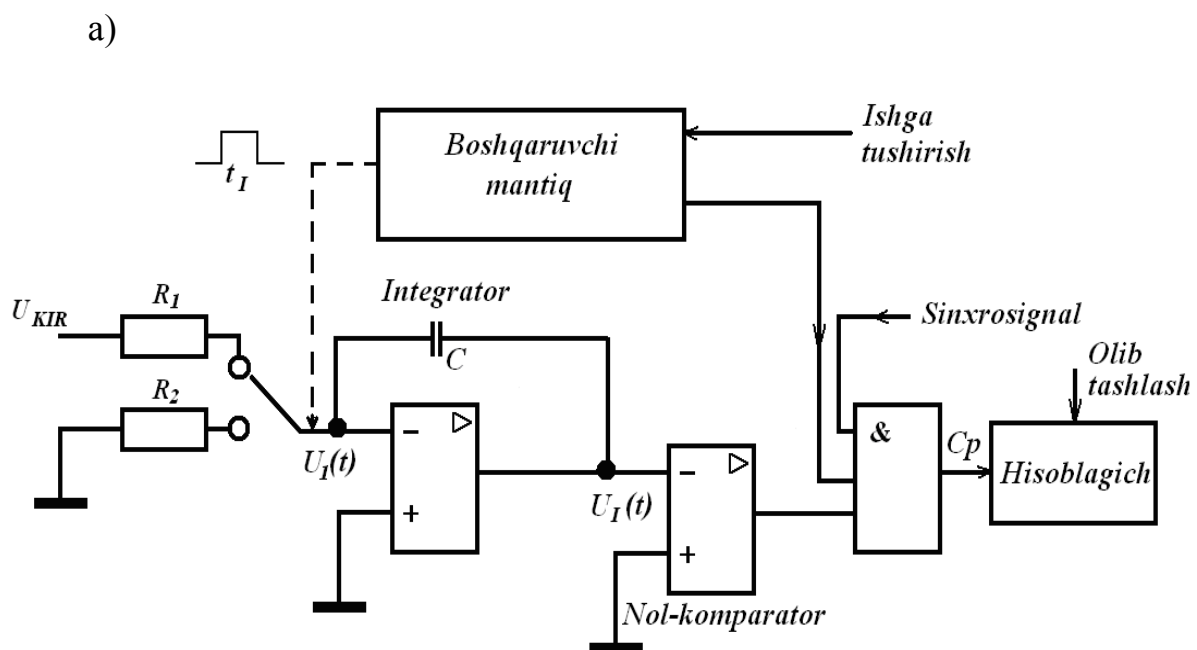 a)
Boshqaruvchi
mantiq
Ishga
tushirish
t_I
U_KIR
R_1
Integrator
C
Sinxrosignal
Olib
tashlash
R_2
&
Cp
Hisoblagich
U_I(t)
U_I(t)
−
+
−
+
Nol-komparator